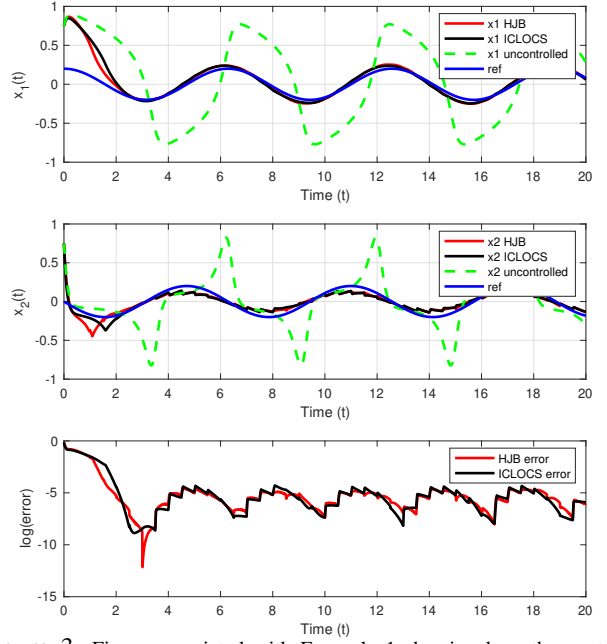 1
0.5
0
-0.5
-1
x1(t)
x1 HJB
x1 ICLOCS
x1 uncontrolled
ref
0 2 4 6 8 10 12 14 16 18 20
Time (t)
1
0.5
0
-0.5
-1
x2(t)
x2 HJB
x2 ICLOCS
x2 uncontrolled
ref
0 2 4 6 8 10 12 14 16 18 20
Time (t)
0
-5
-10
-15
log(error)
HJB error
ICLOCS error
0 2 4 6 8 10 12 14 16 18 20
Time (t)